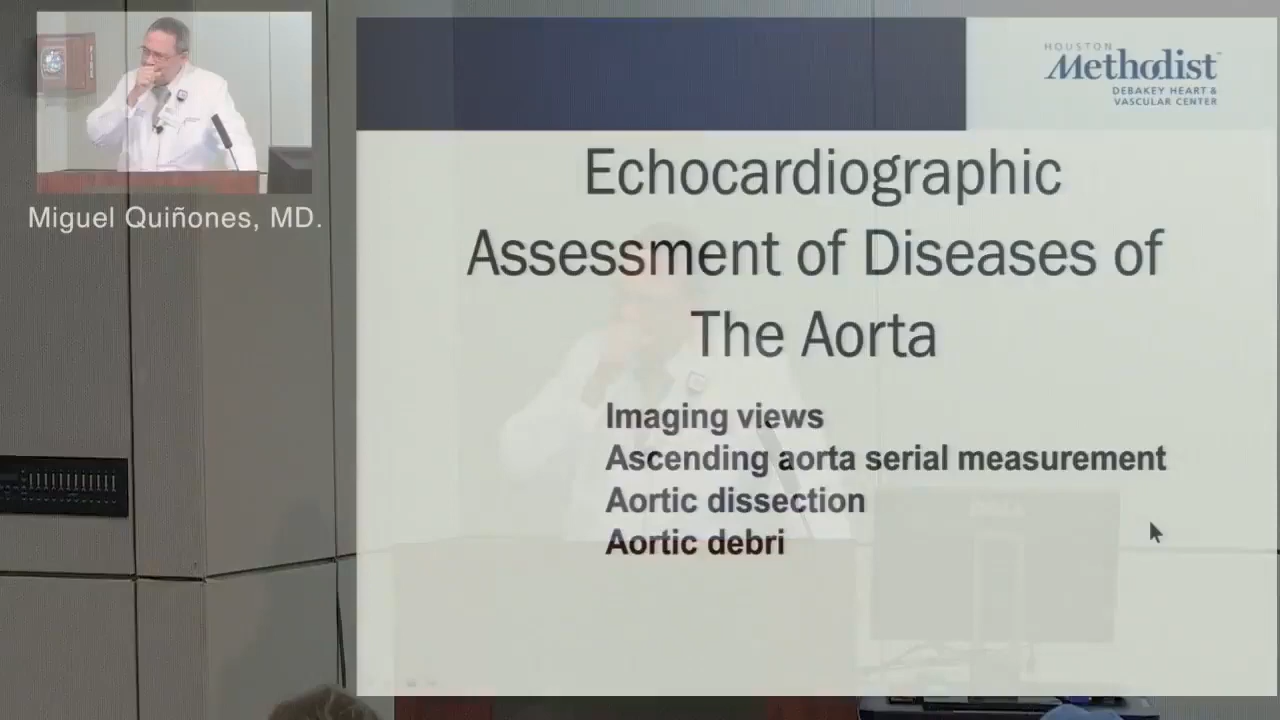 Miguel Quiñones, MD.
HOUSTON
Methodist
DEBAKEY HEART &
VASCULAR CENTER
Echocardiographic
Assessment of Diseases of
The Aorta
Imaging views
Ascending aorta serial measurement
Aortic dissection
Aortic debri